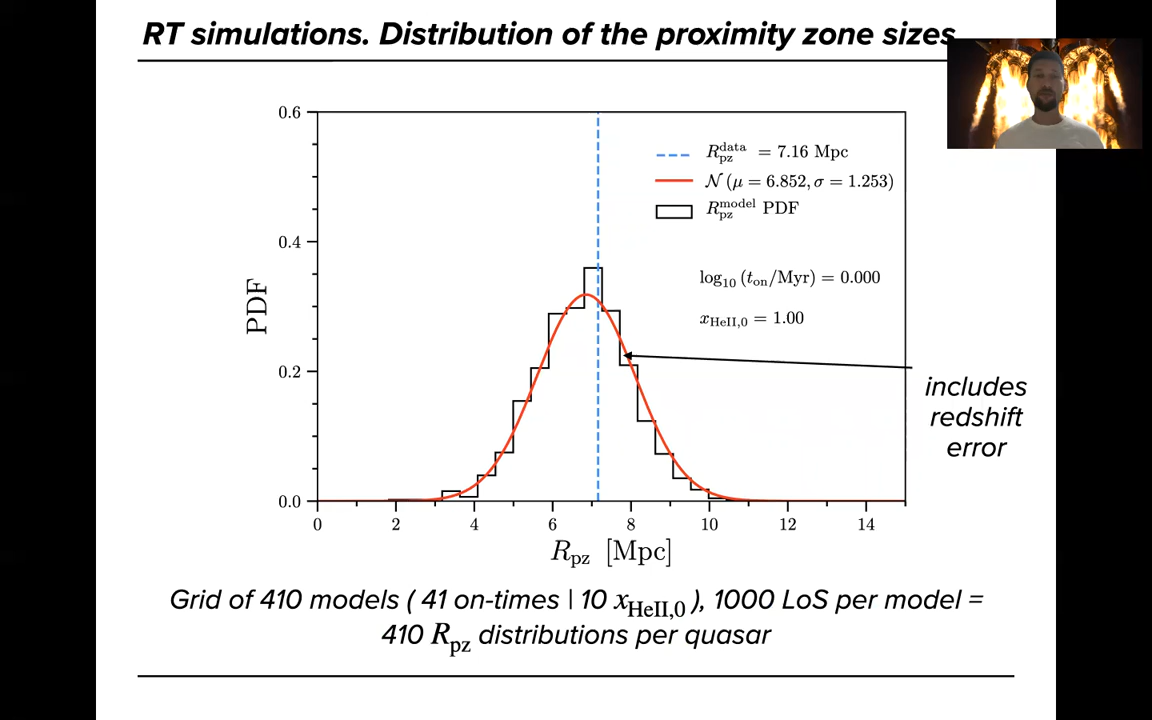 RT simulations. Distribution of the proximity zone sizes
0.6
0.4
0.2
0.0
PDF
R_pz^data = 7.16 Mpc
𝒩 (μ = 6.852, σ = 1.253)
R_pz^model PDF
log₁₀ (t_on/Myr) = 0.000
x_HeII,0 = 1.00
includes
redshift
error
0 2 4 6 8 10 12 14
R_pz [Mpc]
Grid of 410 models ( 41 on-times | 10 x_HeII,0 ), 1000 LoS per model =
410 R_pz distributions per quasar